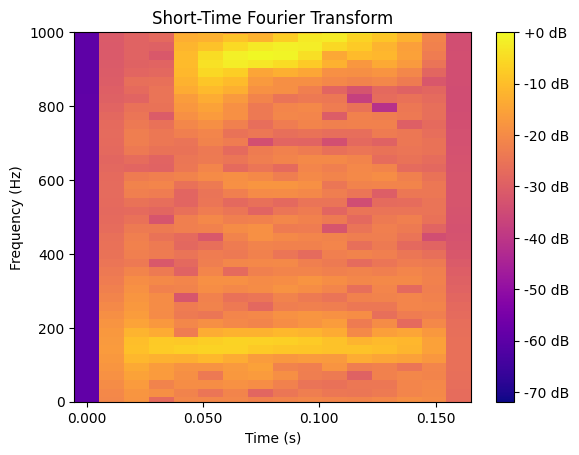 Short-Time Fourier Transform
1000
800
600
400
200
0
Frequency (Hz)
0.000
0.050
0.100
0.150
Time (s)
+0 dB
-10 dB
-20 dB
-30 dB
-40 dB
-50 dB
-60 dB
-70 dB